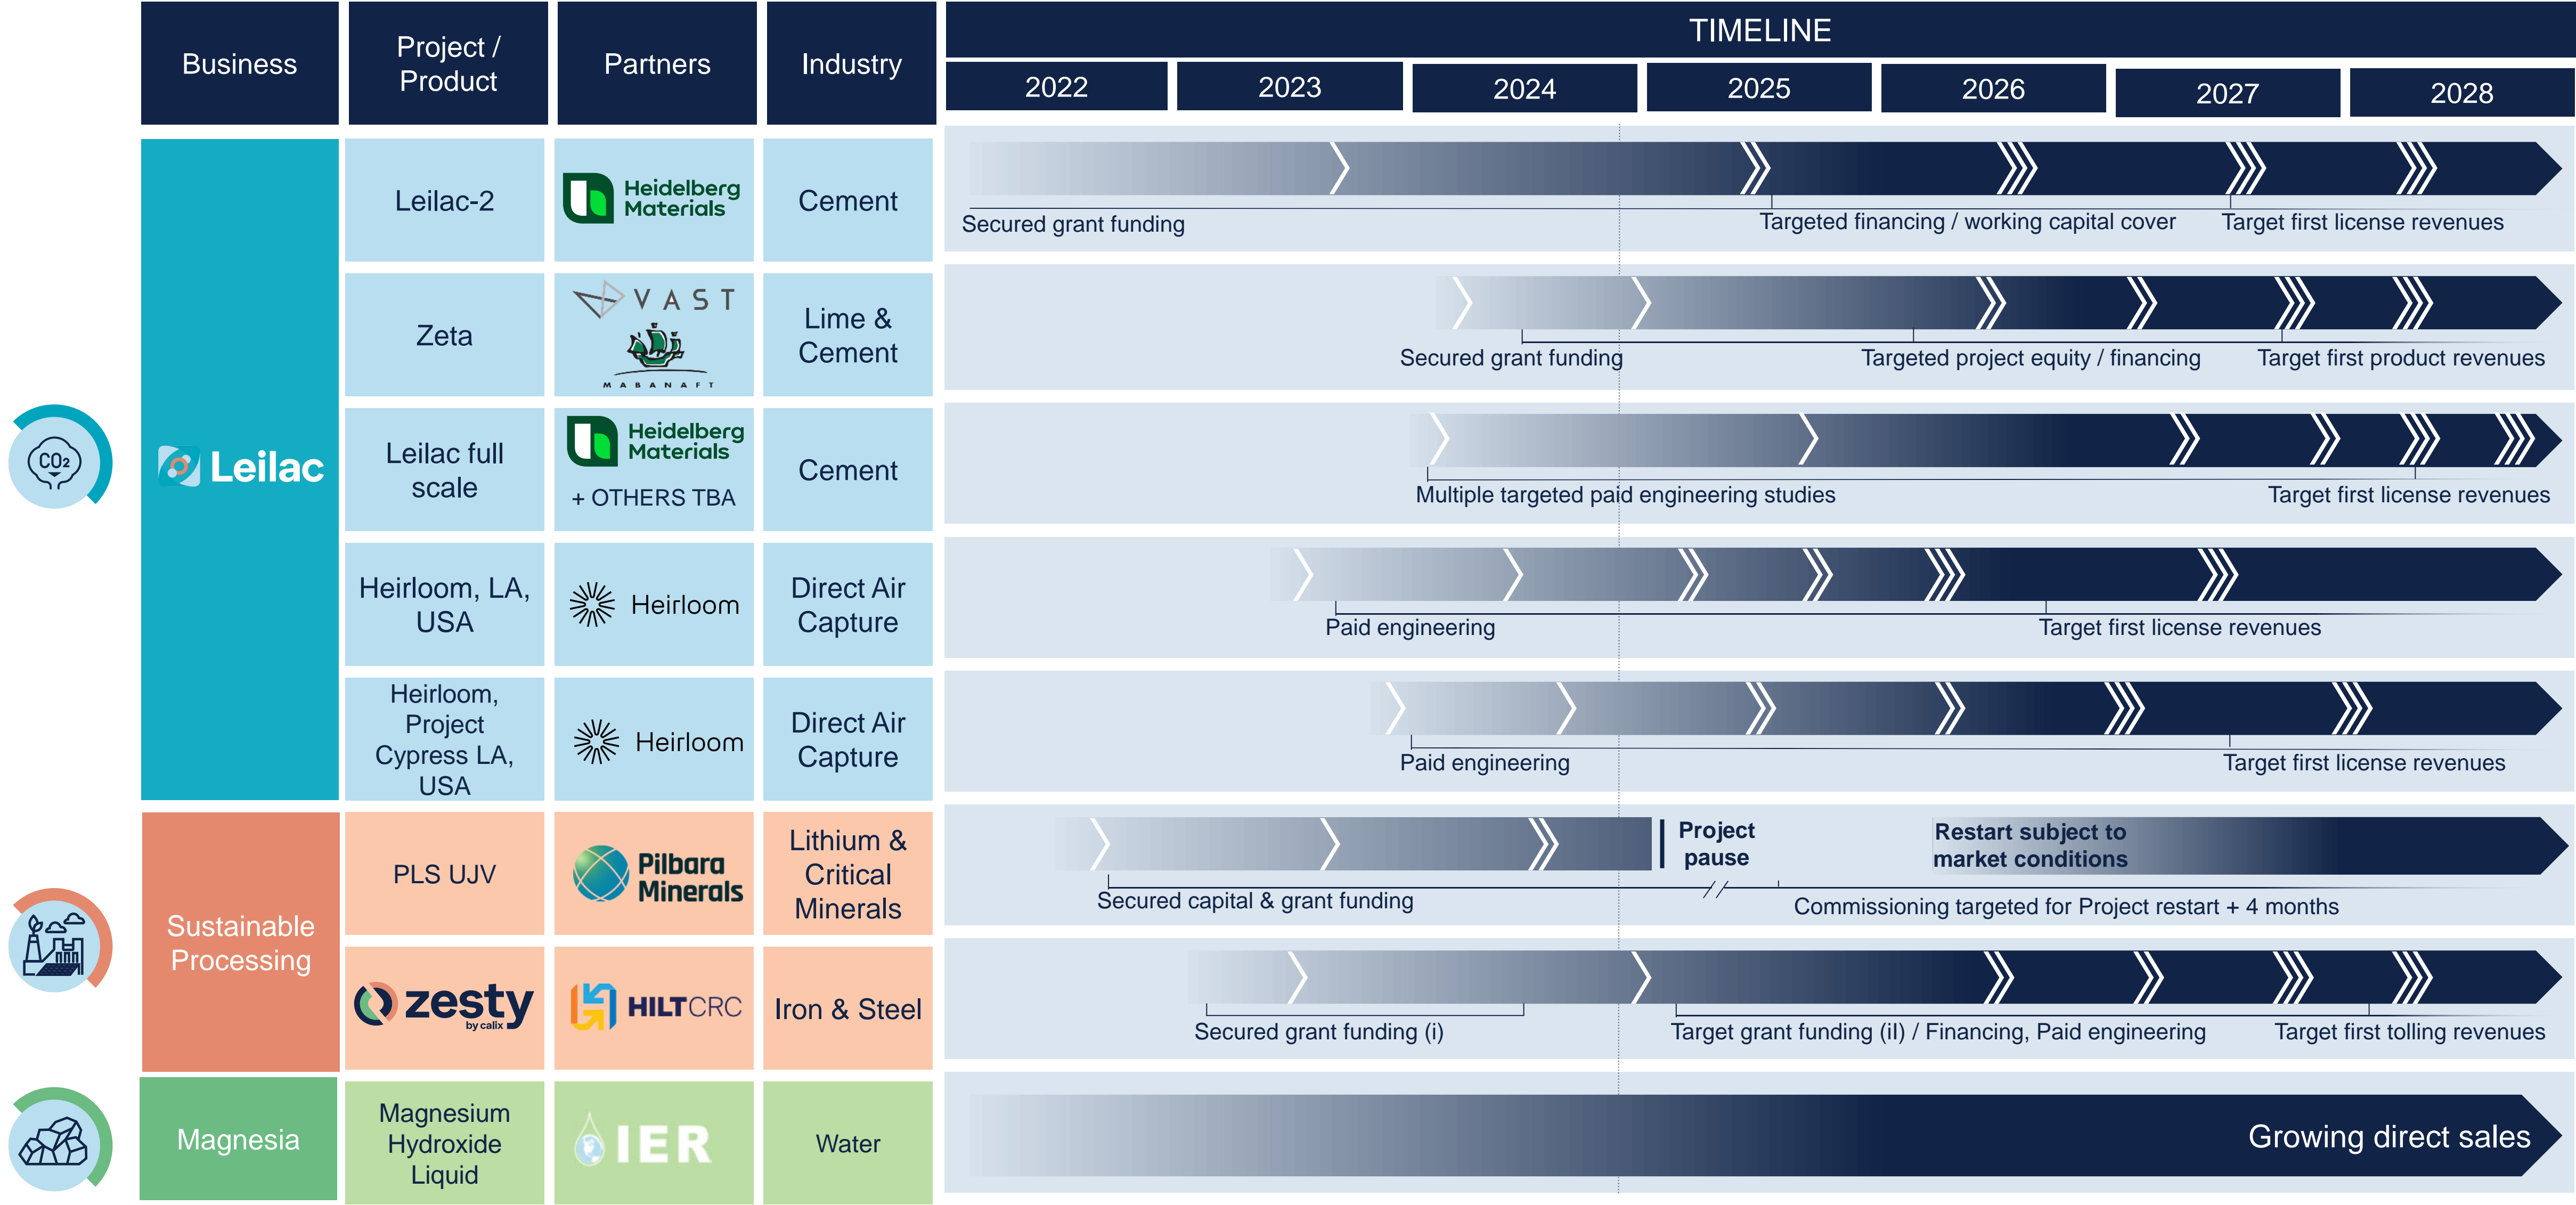 Business
Project /
Product
Partners
Industry
TIMELINE
2022
2023
2024
2025
2026
2027
2028
CO₂
Leilac
Leilac-2
Heidelberg
Materials
Cement
Secured grant funding
Targeted financing / working capital cover
Target first license revenues
Zeta
VAST
MABANAFT
Lime &
Cement
Secured grant funding
Targeted project equity / financing
Target first product revenues
Leilac full
scale
Heidelberg
Materials
+ OTHERS TBA
Cement
Multiple targeted paid engineering studies
Target first license revenues
Heirloom, LA,
USA
Heirloom
Direct Air
Capture
Paid engineering
Target first license revenues
Heirloom,
Project
Cypress LA,
USA
Heirloom
Direct Air
Capture
Paid engineering
Target first license revenues
Sustainable
Processing
PLS UJV
Pilbara
Minerals
Lithium &
Critical
Minerals
Project
pause
Restart subject to
market conditions
Secured capital & grant funding
Commissioning targeted for Project restart + 4 months
zesty
by calix
HILTCRC
Iron & Steel
Secured grant funding (i)
Target grant funding (iI) / Financing, Paid engineering
Target first tolling revenues
Magnesia
Magnesium
Hydroxide
Liquid
IER
Water
Growing direct sales